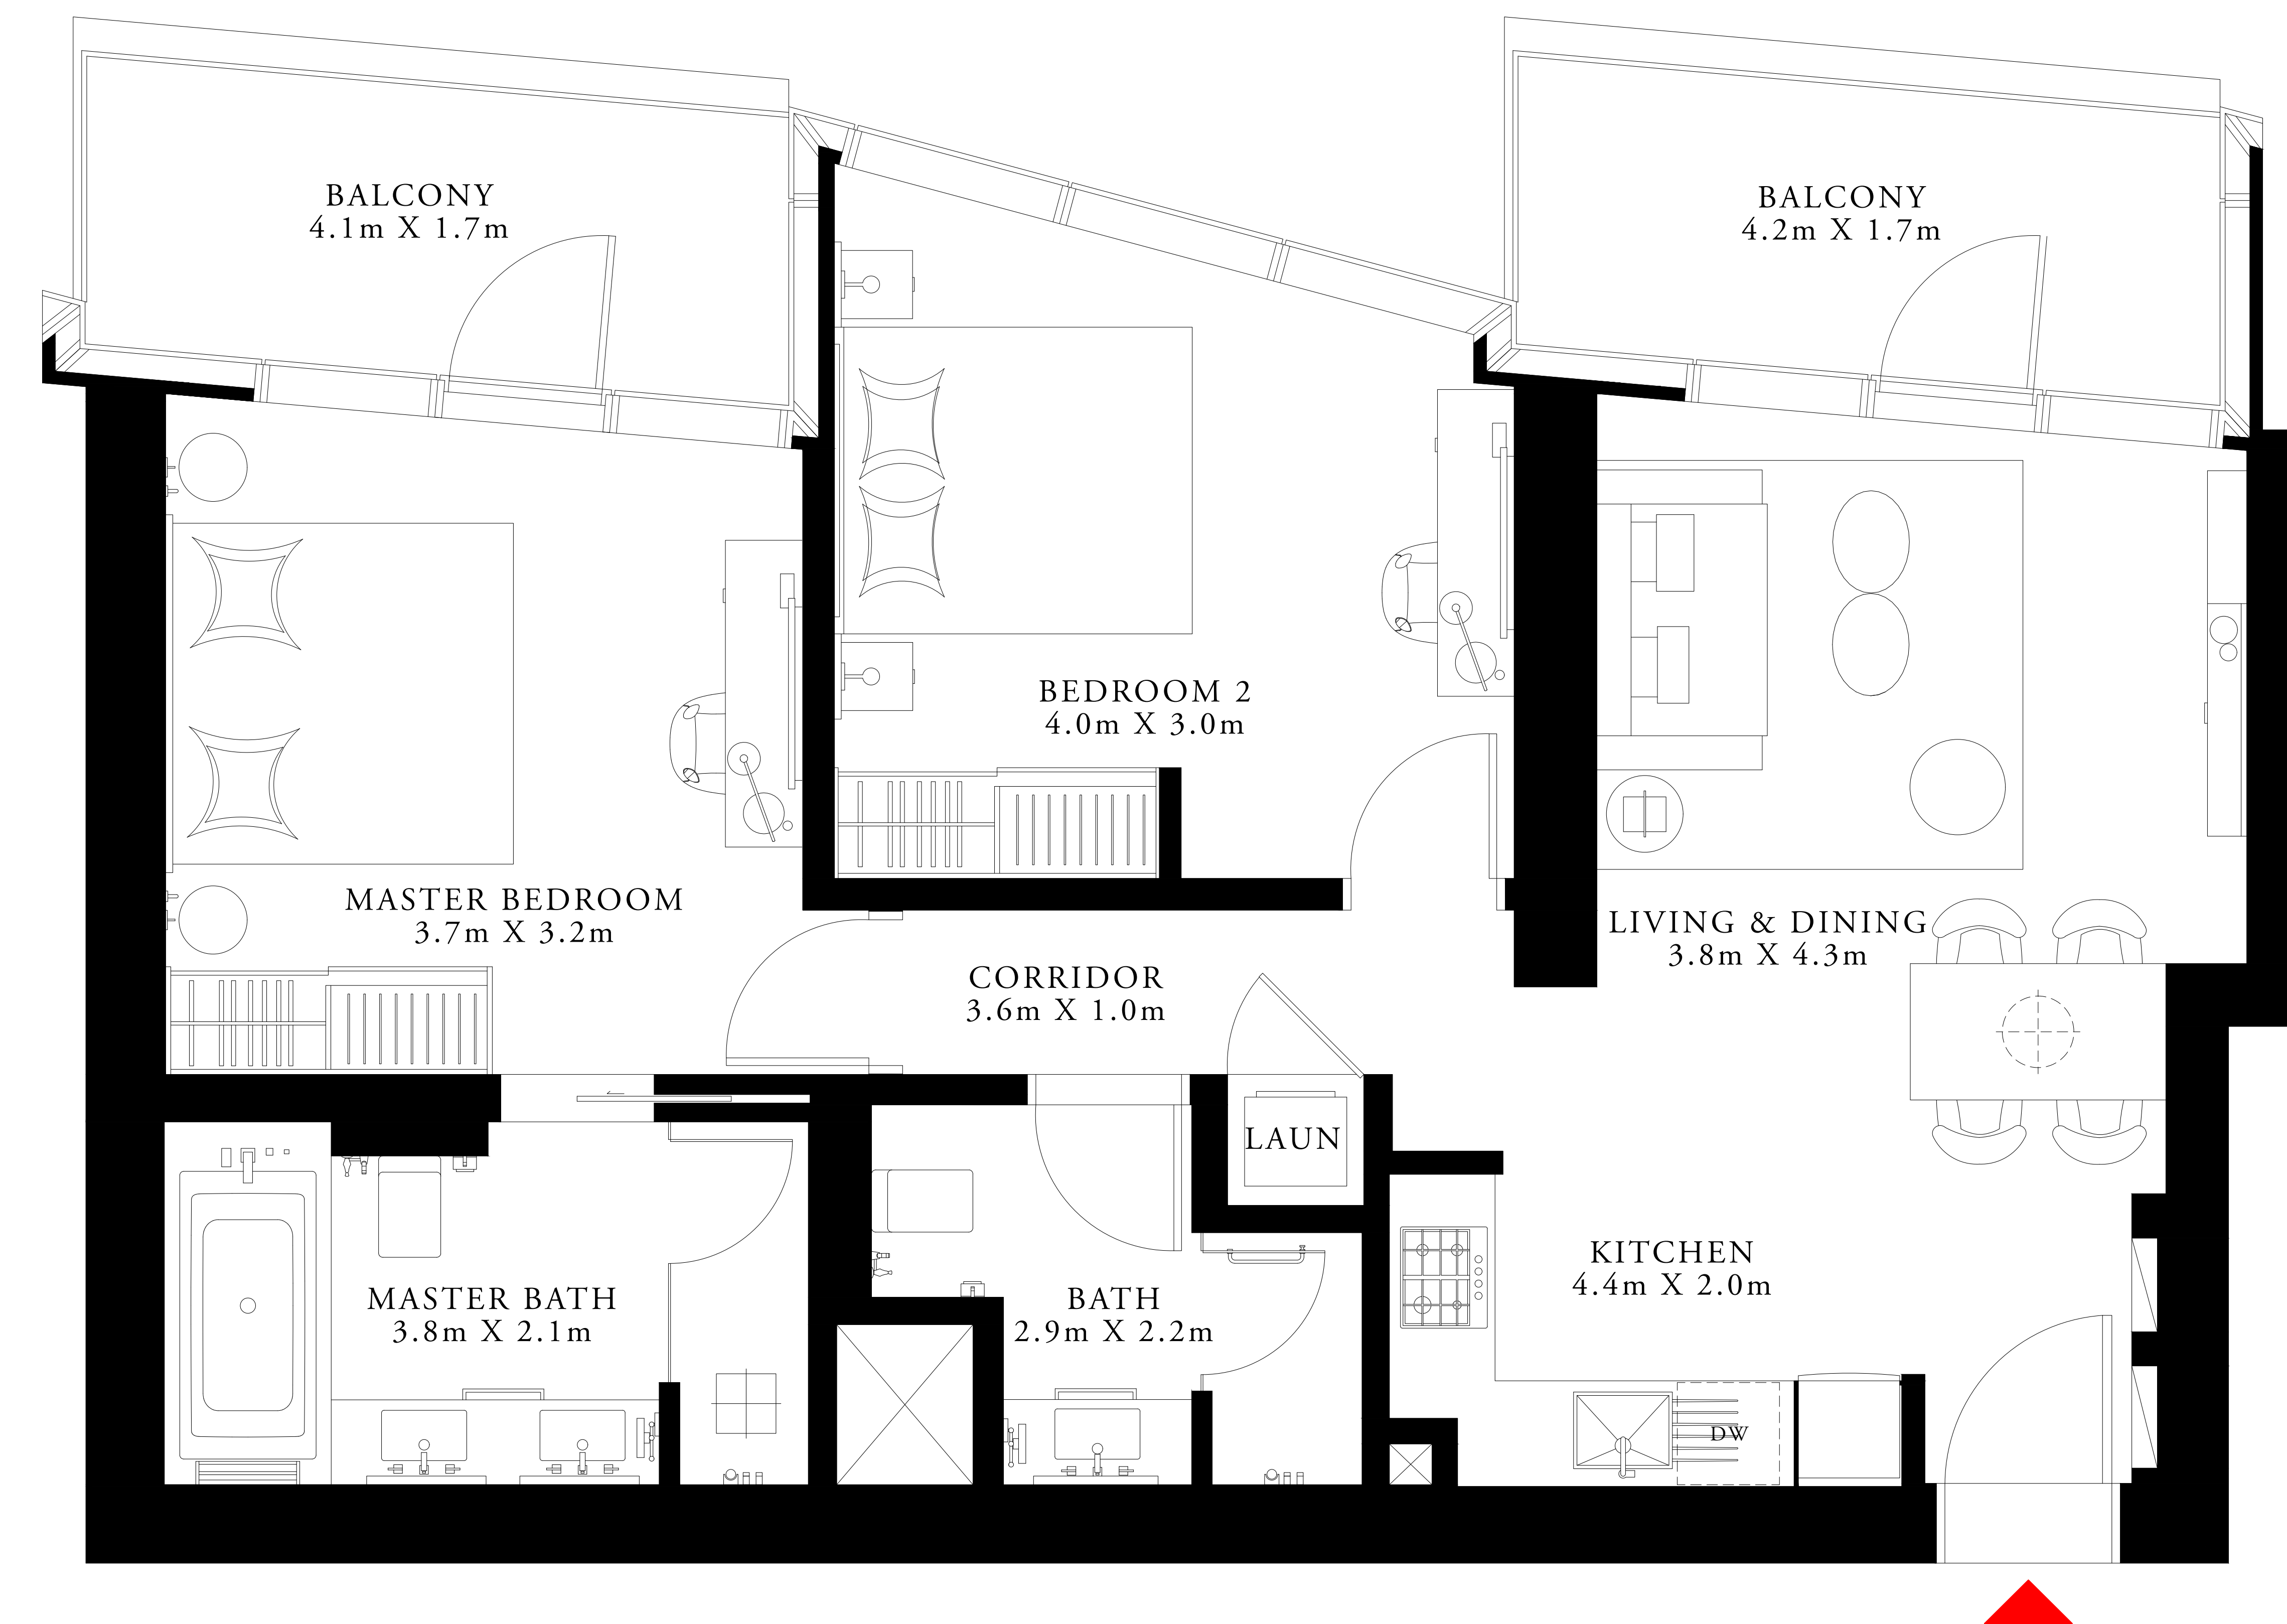 BALCONY
4.1m X 1.7m
BALCONY
4.2m X 1.7m
BEDROOM 2
4.0m X 3.0m
MASTER BEDROOM
3.7m X 3.2m
LIVING & DINING
3.8m X 4.3m
CORRIDOR
3.6m X 1.0m
LAUN
KITCHEN
4.4m X 2.0m
MASTER BATH
3.8m X 2.1m
BATH
2.9m X 2.2m
DW